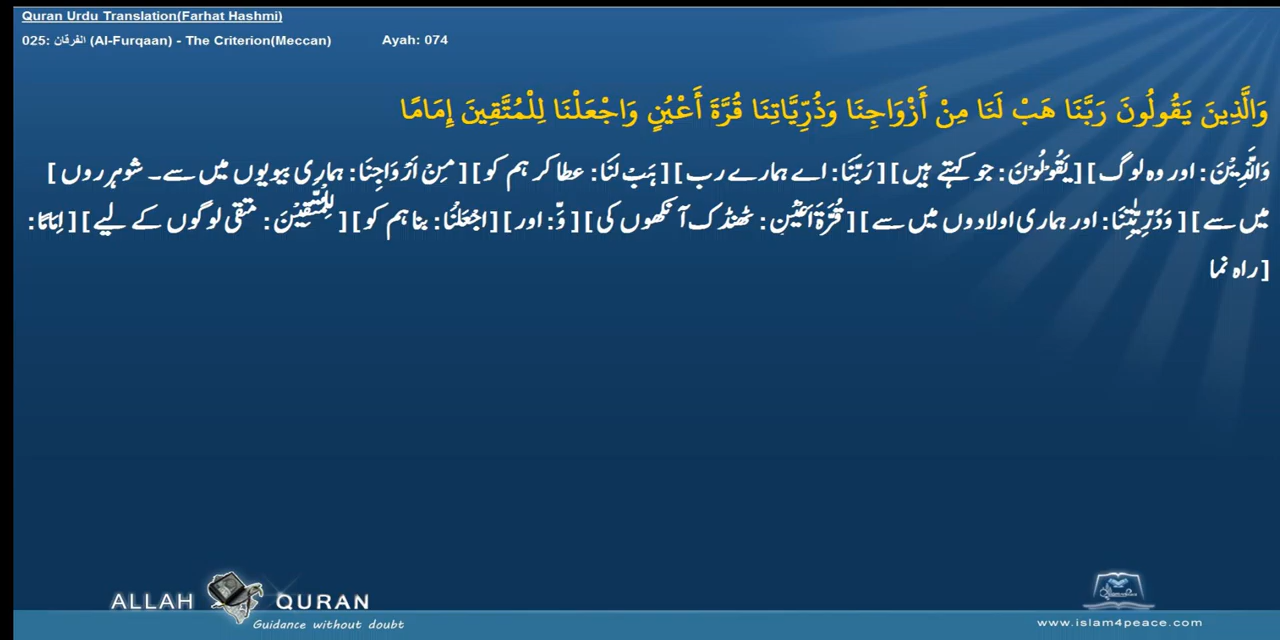 Quran Urdu Translation(Farhat Hashmi)
025: الفرقان (Al-Furqaan) - The Criterion(Meccan) Ayah: 074
وَالَّذِينَ يَقُولُونَ رَبَّنَا هَبْ لَنَا مِنْ أَزْوَاجِنَا وَذُرِّيَّاتِنَا قُرَّةَ أَعْيُنٍ وَاجْعَلْنَا لِلْمُتَّقِينَ إِمَامًا
وَالَّذِيْنَ: اور وہ لوگ] [يَقُوْلُوْنَ: جو کہتے ہیں] [رَبَّنَا: اے ہمارے رب] [ہَبْ لَنَا: عطا کر ہم کو] [مِنْ اَزْوَاجِنَا: ہماری بیویوں میں سے۔ شوہر روں]
میں سے] [وَذُرِّيّٰتِنَا: اور ہماری اولادوں میں سے] [قُرَّۃَ اَعْيُنٍ: ٹھنڈک آنکھوں کی] [وَّ: اور] [اجْعَلْنَا: بنا ہم کو] [لِلْمُتَّقِيْنَ: متقی لوگوں کے لیے] [اِمَامًا:
راہ نما]
ALLAH QURAN
Guidance without doubt
www.islam4peace.com